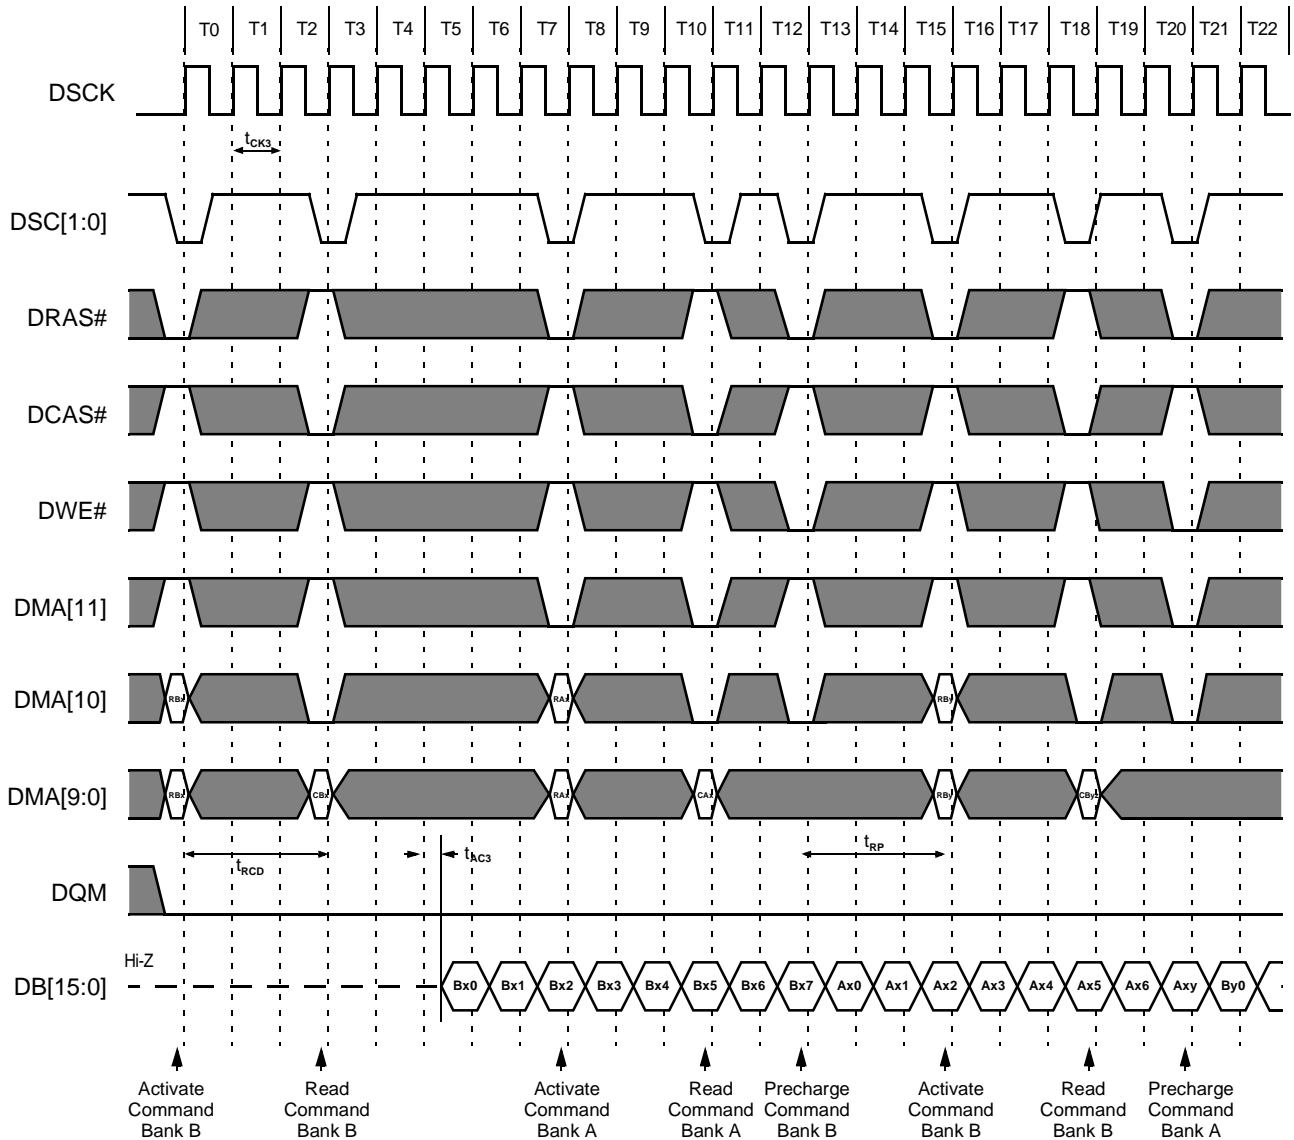 T0 T1 T2 T3 T4 T5 T6 T7 T8 T9 T10 T11 T12 T13 T14 T15 T16 T17 T18 T19 T20 T21 T22
DSCK
tCK3
DSC[1:0]
DRAS#
DCAS#
DWE#
DMA[11]
DMA[10]
RBx RAx RBy
DMA[9:0]
RBx CBx RAx CAx RBy CByz
tRCD tAC3 tRP
DQM
Hi-Z
DB[15:0]
Bx0 Bx1 Bx2 Bx3 Bx4 Bx5 Bx6 Bx7 Ax0 Ax1 Ax2 Ax3 Ax4 Ax5 Ax6 Axy By0
Activate Command Bank B
Read Command Bank B
Activate Command Bank A
Read Command Bank A
Precharge Command Bank B
Activate Command Bank B
Read Command Bank B
Precharge Command Bank A